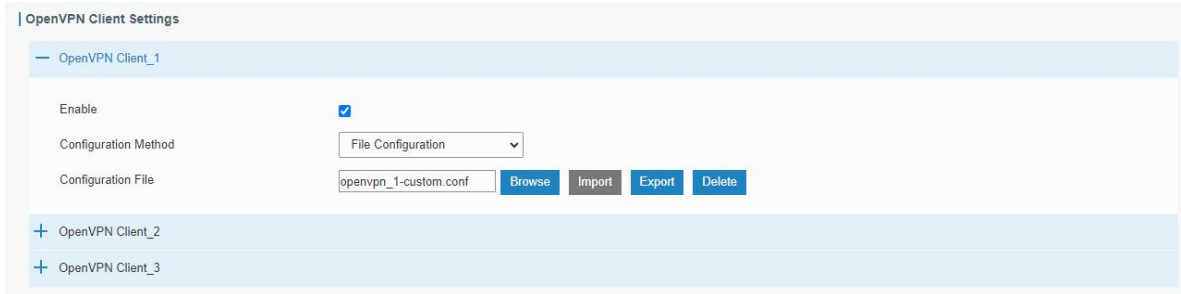 OpenVPN Client Settings
OpenVPN Client_1
Enable
Configuration Method File Configuration
Configuration File openvpn_1-custom.conf Browse Import Export Delete
OpenVPN Client_2
OpenVPN Client_3